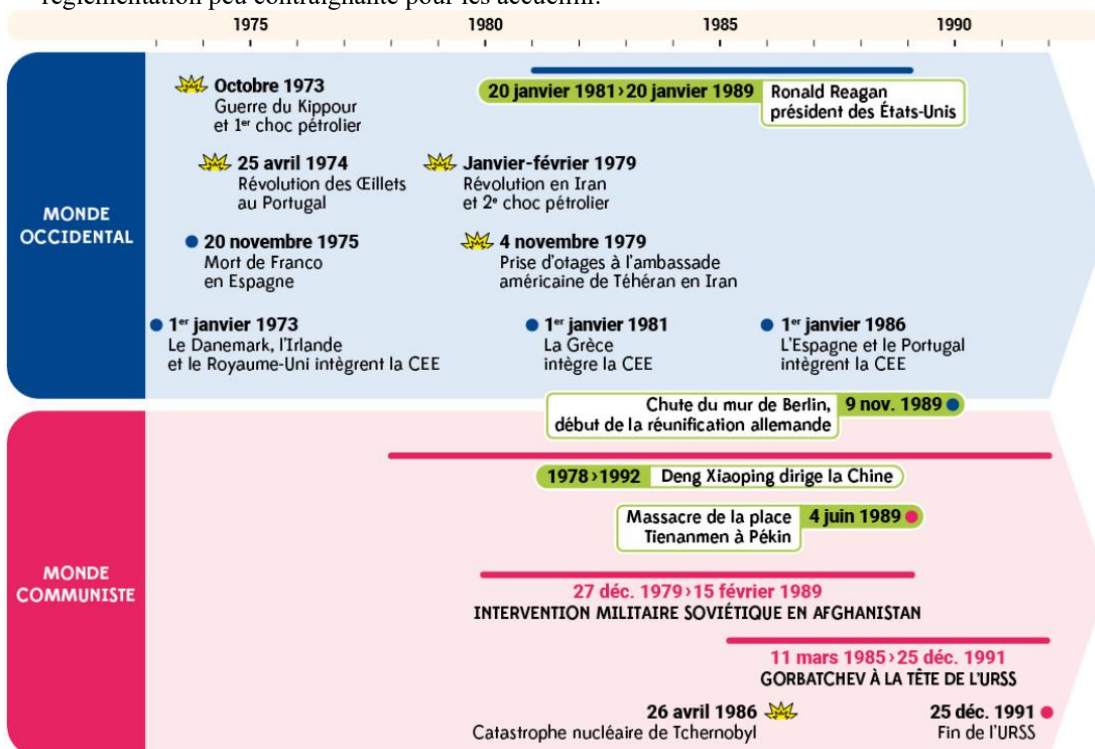 réglementation peu contraignante pour les accueillir.
1975 1980 1985 1990
MONDE
OCCIDENTAL
Octobre 1973
Guerre du Kippour
et 1er choc pétrolier
20 janvier 1981›20 janvier 1989
Ronald Reagan
président des États-Unis
25 avril 1974
Révolution des Œillets
au Portugal
Janvier-février 1979
Révolution en Iran
et 2e choc pétrolier
20 novembre 1975
Mort de Franco
en Espagne
4 novembre 1979
Prise d'otages à l'ambassade
américaine de Téhéran en Iran
1er janvier 1973
Le Danemark, l'Irlande
et le Royaume-Uni intègrent la CEE
1er janvier 1981
La Grèce
intègre la CEE
1er janvier 1986
L'Espagne et le Portugal
intègrent la CEE
Chute du mur de Berlin,
début de la réunification allemande
9 nov. 1989
MONDE
COMMUNISTE
1978›1992 Deng Xiaoping dirige la Chine
Massacre de la place
Tienanmen à Pékin
4 juin 1989
27 déc. 1979›15 février 1989
INTERVENTION MILITAIRE SOVIÉTIQUE EN AFGHANISTAN
11 mars 1985›25 déc. 1991
GORBATCHEV À LA TÊTE DE L'URSS
26 avril 1986
Catastrophe nucléaire de Tchernobyl
25 déc. 1991
Fin de l'URSS